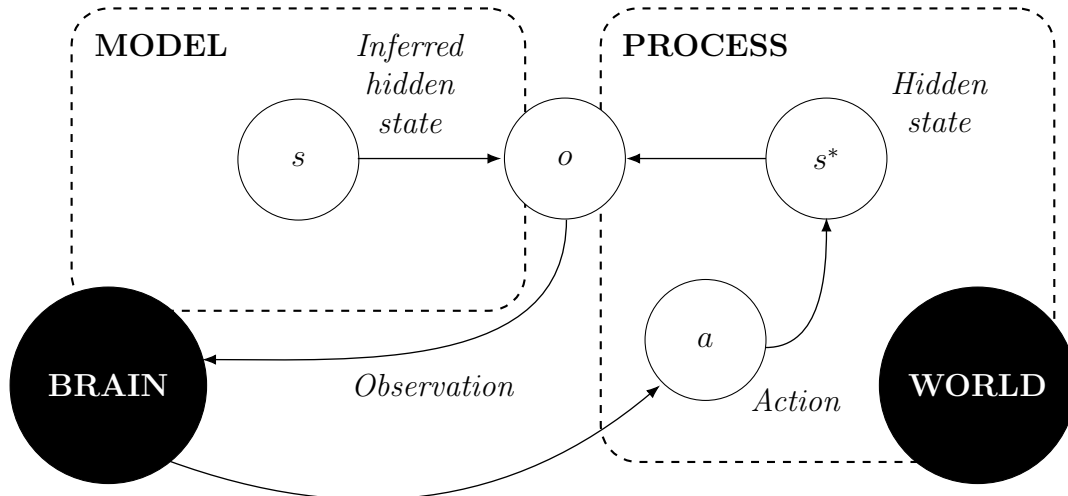 MODEL
Inferred
hidden
state
PROCESS
Hidden
state
s
o
s*
a
BRAIN
Observation
Action
WORLD